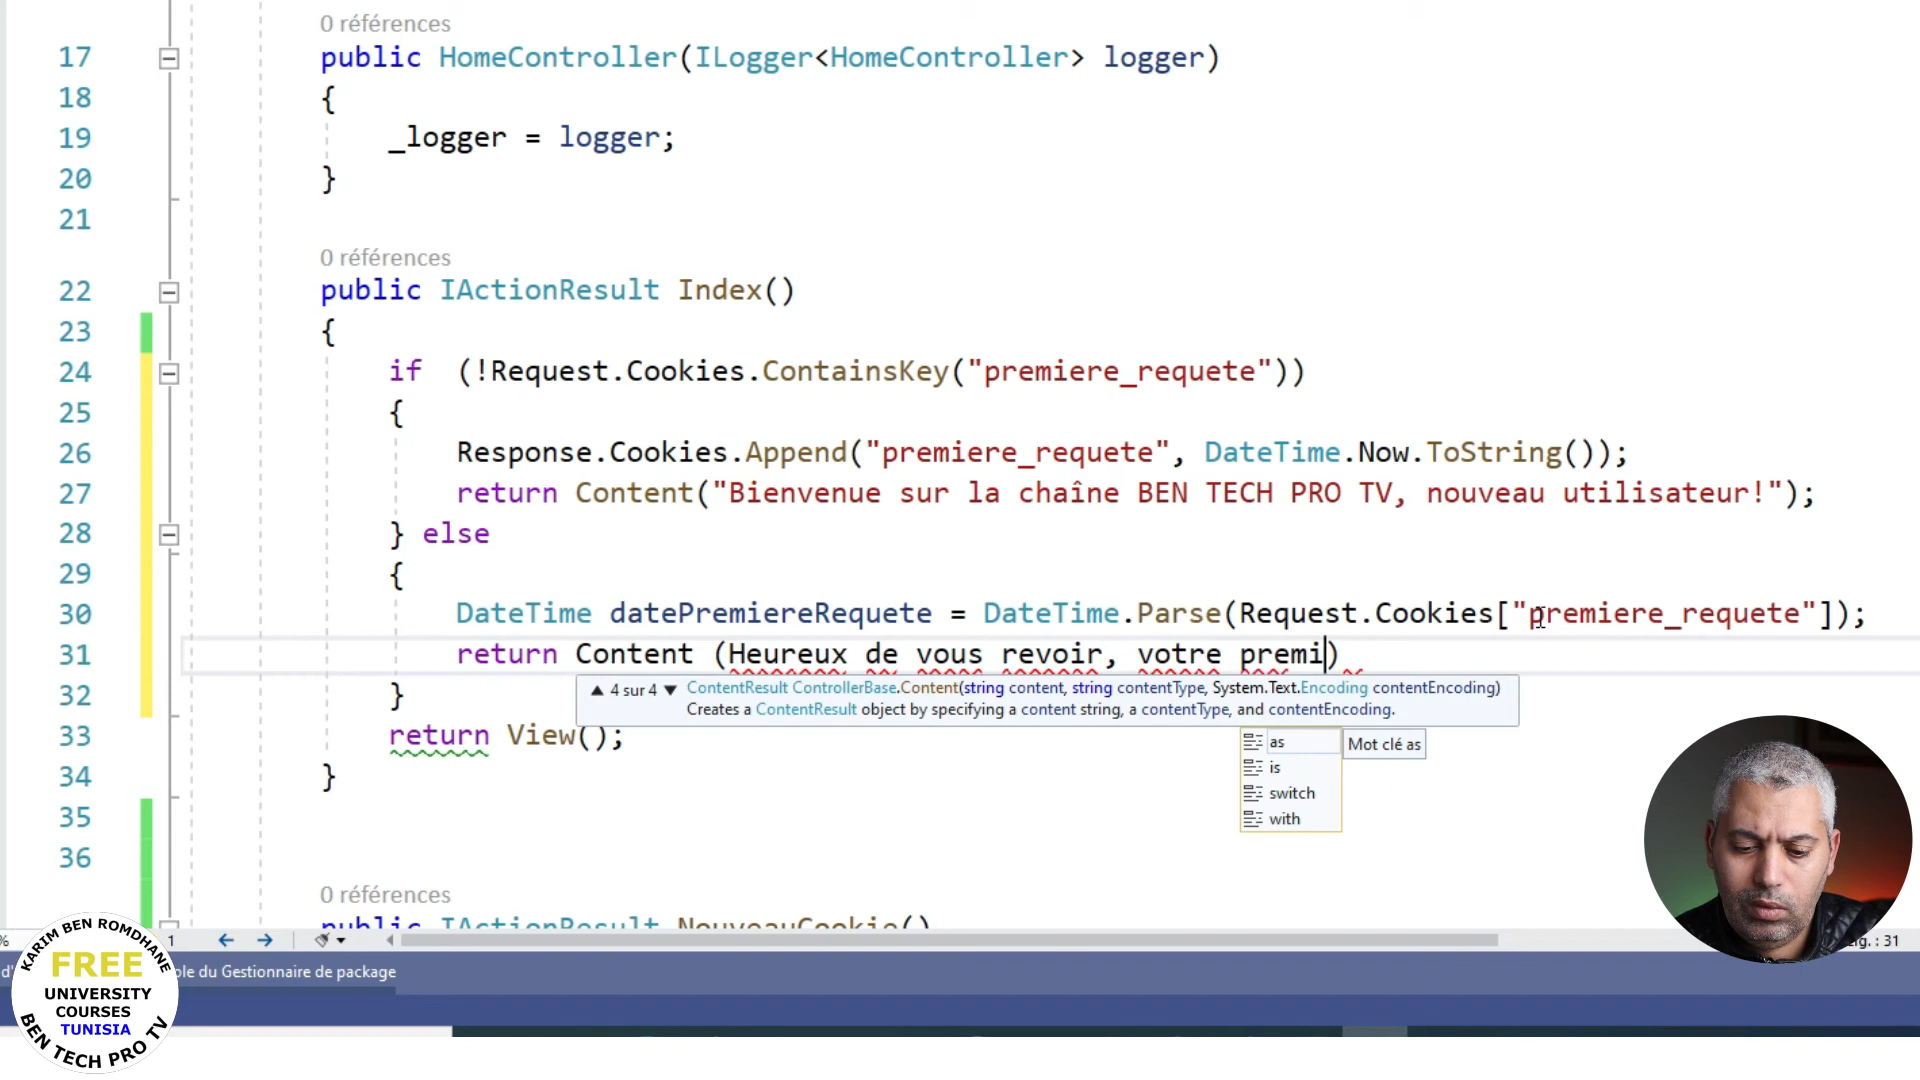 0 références
17 public HomeController(ILogger<HomeController> logger)
18 {
19 _logger = logger;
20 }
21
0 références
22 public IActionResult Index()
23 {
24 if (!Request.Cookies.ContainsKey("premiere_requete"))
25 {
26 Response.Cookies.Append("premiere_requete", DateTime.Now.ToString());
27 return Content("Bienvenue sur la chaîne BEN TECH PRO TV, nouveau utilisateur!");
28 } else
29 {
30 DateTime datePremiereRequete = DateTime.Parse(Request.Cookies["premiere_requete"]);
31 return Content (Heureux de vous revoir, votre premi)
32 }
4 sur 4 ContentResult ControllerBase.Content(string content, string contentType, System.Text.Encoding contentEncoding)
Creates a ContentResult object by specifying a content string, a contentType, and contentEncoding.
33 return View();
as Mot clé as
is
switch
with
34 }
35
36
0 références
public IActionResult NouveauCookie()
% 1
: 31
ole du Gestionnaire de package
KARIM BEN ROMDHANE
FREE
UNIVERSITY
COURSES
TUNISIA
BEN TECH PRO TV